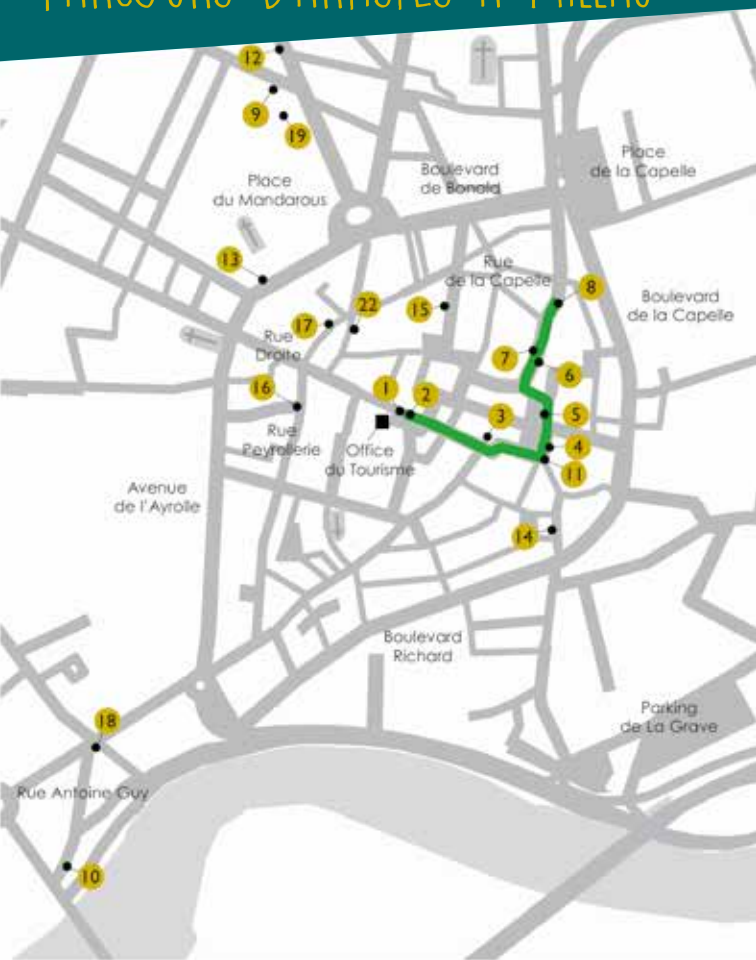 12
9
19
Place
de la Capelle
Boulevard
de Bonald
Place
du Mandarous
13
Rue
de la Capelle
8
Boulevard
de la Capelle
22
15
17
Rue
Droite
7
6
16
1
2
3
5
4
11
Rue
Peyrollerie
Office
du Tourisme
Avenue
de l'Ayrolle
14
Boulevard
Richard
Parking
de La Grave
18
Rue Antoine Guy
10